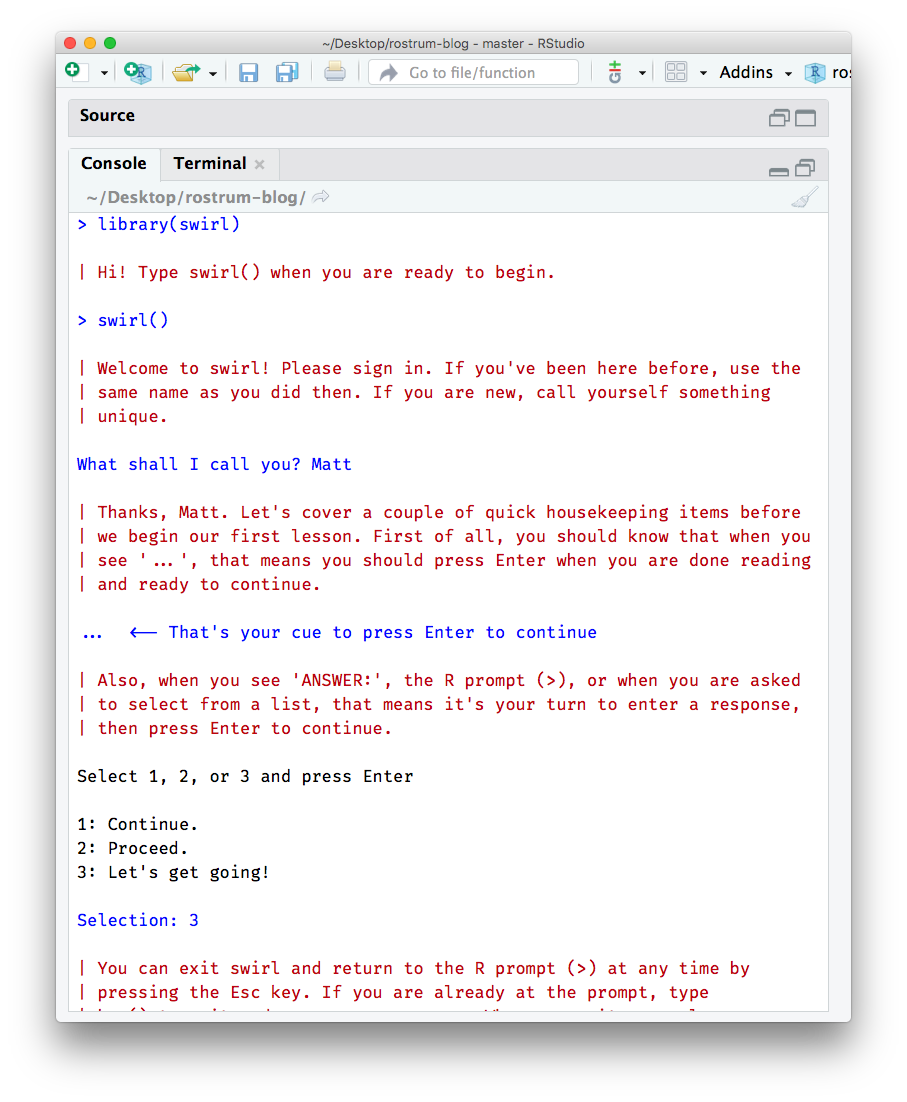 ~/Desktop/rostrum-blog - master - RStudio
Go to file/function
Addins
Source
Console Terminal
~/Desktop/rostrum-blog/
> library(swirl)
| Hi! Type swirl() when you are ready to begin.
> swirl()
| Welcome to swirl! Please sign in. If you've been here before, use the
| same name as you did then. If you are new, call yourself something
| unique.
What shall I call you? Matt
| Thanks, Matt. Let's cover a couple of quick housekeeping items before
| we begin our first lesson. First of all, you should know that when you
| see '...', that means you should press Enter when you are done reading
| and ready to continue.
... <-- That's your cue to press Enter to continue
| Also, when you see 'ANSWER:', the R prompt (>), or when you are asked
| to select from a list, that means it's your turn to enter a response,
| then press Enter to continue.
Select 1, 2, or 3 and press Enter
1: Continue.
2: Proceed.
3: Let's get going!
Selection: 3
| You can exit swirl and return to the R prompt (>) at any time by
| pressing the Esc key. If you are already at the prompt, type